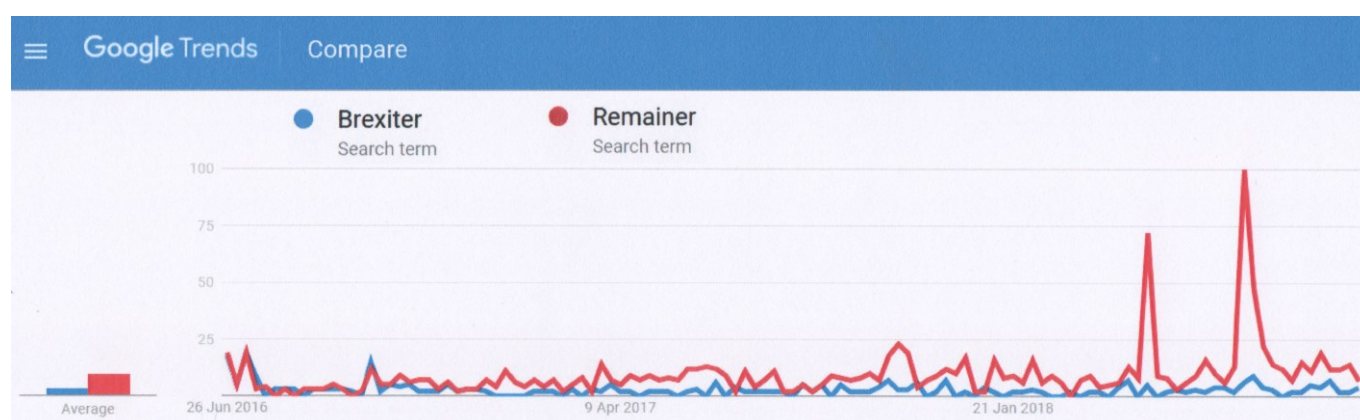 Google Trends Compare
Brexiter Remainer
Search term Search term
100
75
50
25
Average 26 Jun 2016 9 Apr 2017 21 Jan 2018